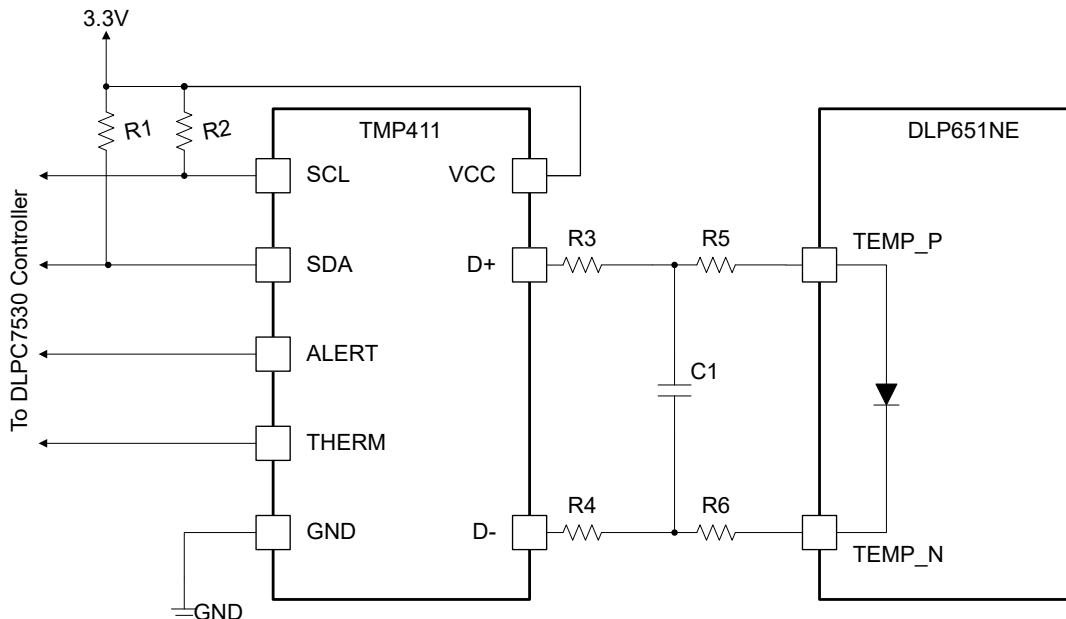 3.3V
R1
R2
TMP411
DLP651NE
SCL
VCC
R3
R5
TEMP_P
SDA
D+
To DLPC7530 Controller
ALERT
C1
THERM
R4
R6
GND
D-
TEMP_N
GND